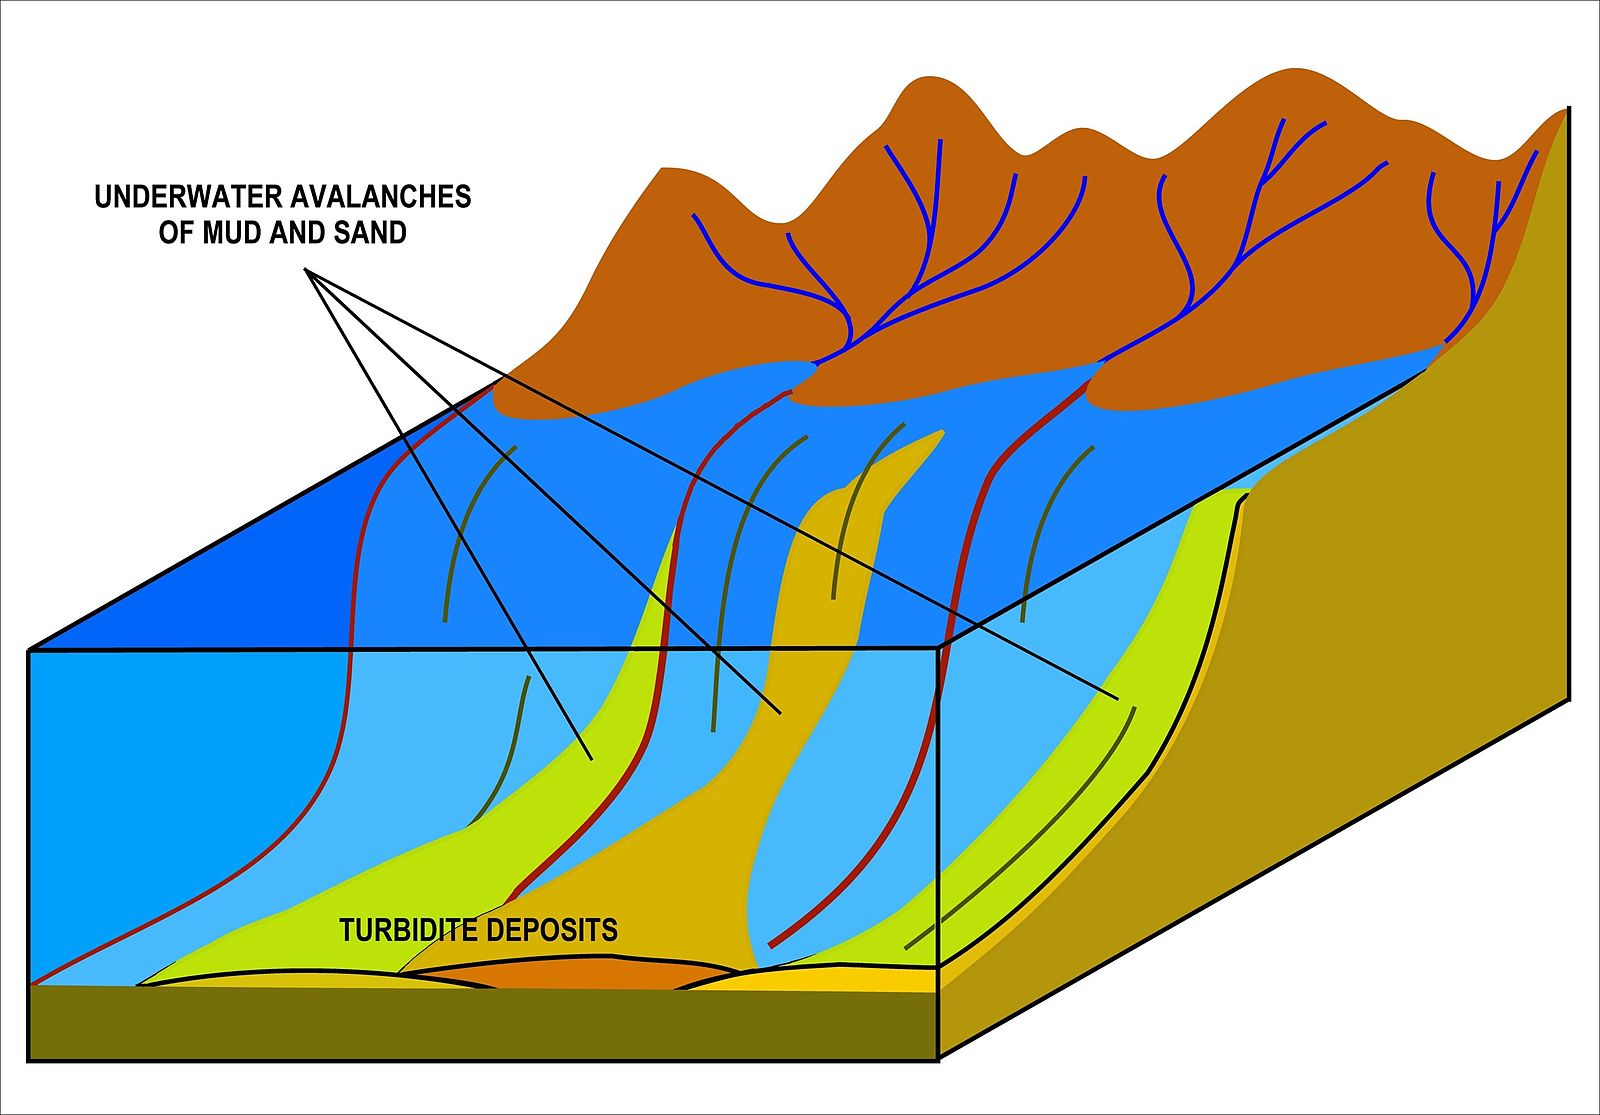 UNDERWATER AVALANCHES
OF MUD AND SAND
TURBIDITE DEPOSITS